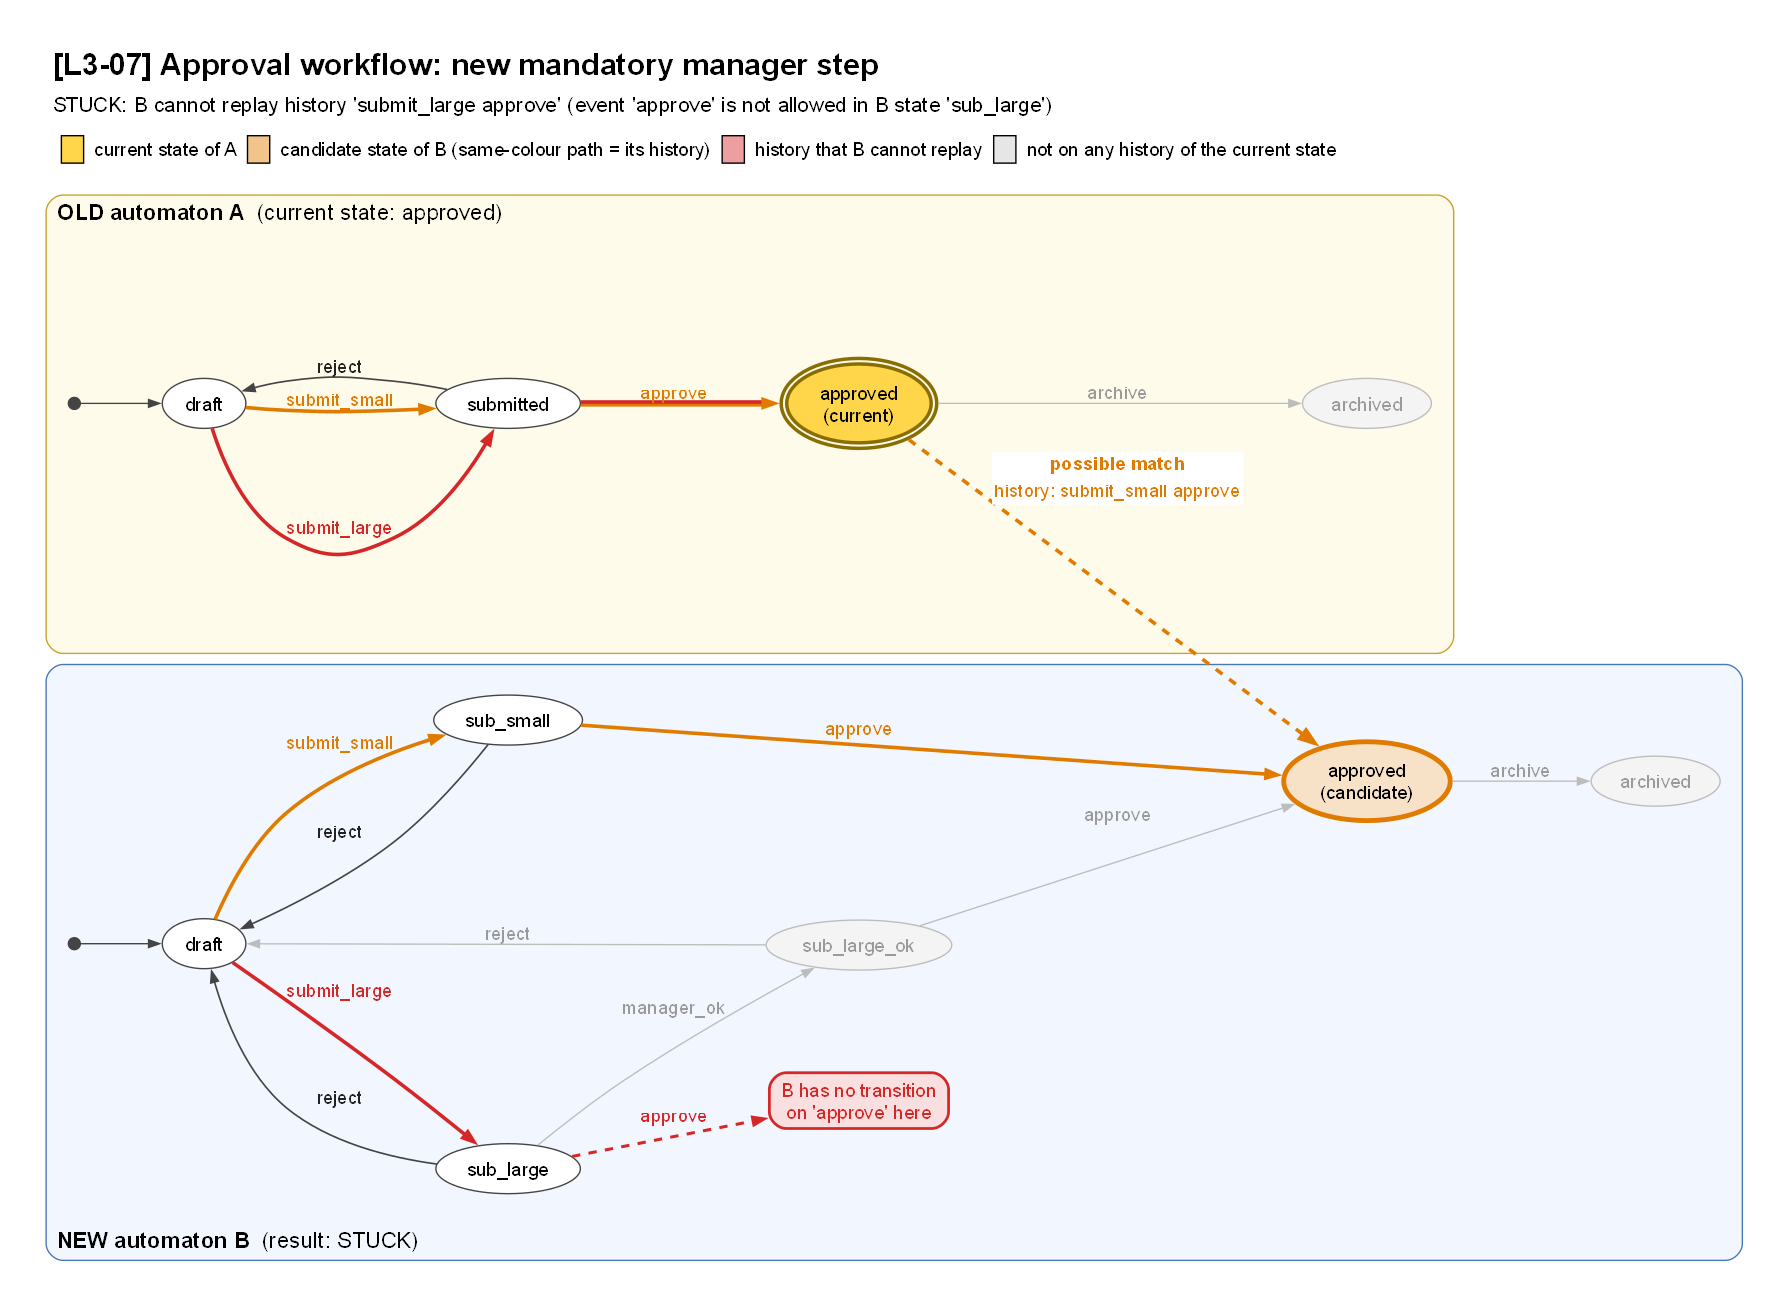 [L3-07] Approval workflow: new mandatory manager step
STUCK: B cannot replay history 'submit_large approve' (event 'approve' is not allowed in B state 'sub_large')
current state of A
candidate state of B (same-colour path = its history)
history that B cannot replay
not on any history of the current state
OLD automaton A (current state: approved)
reject
submit_small
submit_large
draft
submitted
approve
approved
(current)
archive
archived
possible match
history: submit_small approve
sub_small
submit_small
approve
reject
approved
(candidate)
archive
archived
approve
draft
reject
sub_large_ok
submit_large
manager_ok
reject
approve
B has no transition
on 'approve' here
sub_large
NEW automaton B (result: STUCK)